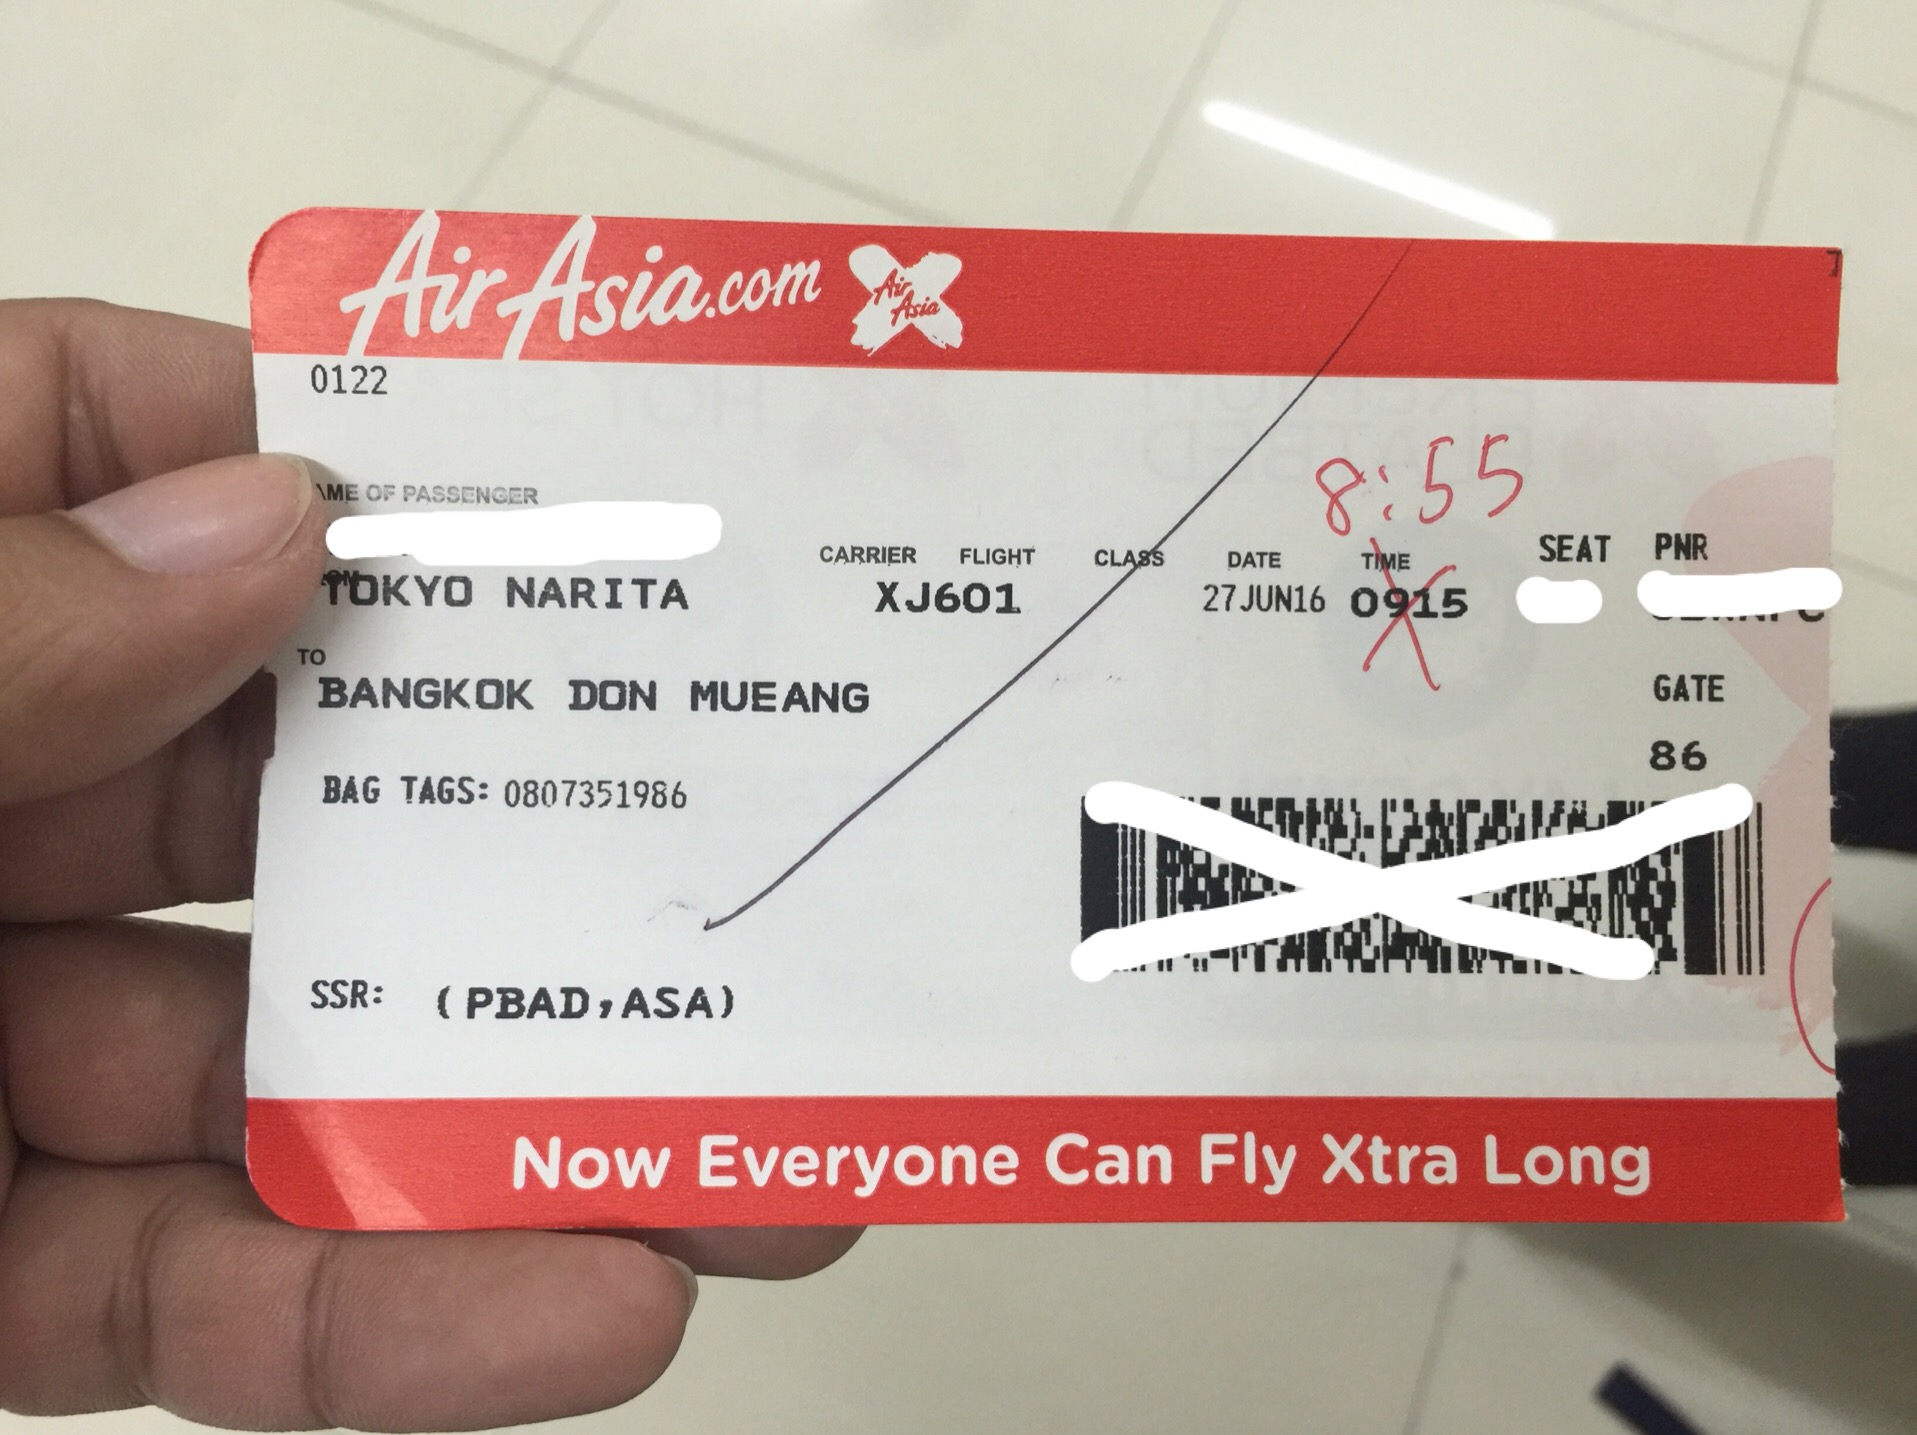 AirAsia.com Air Asia
0122
8:55
AME OF PASSENGER
CARRIER FLIGHT CLASS DATE TIME SEAT PNR
TOKYO NARITA XJ601 27JUN16 0915
TO
BANGKOK DON MUEANG
GATE
86
BAG TAGS: 0807351986
SSR: (PBAD,ASA)
Now Everyone Can Fly Xtra Long